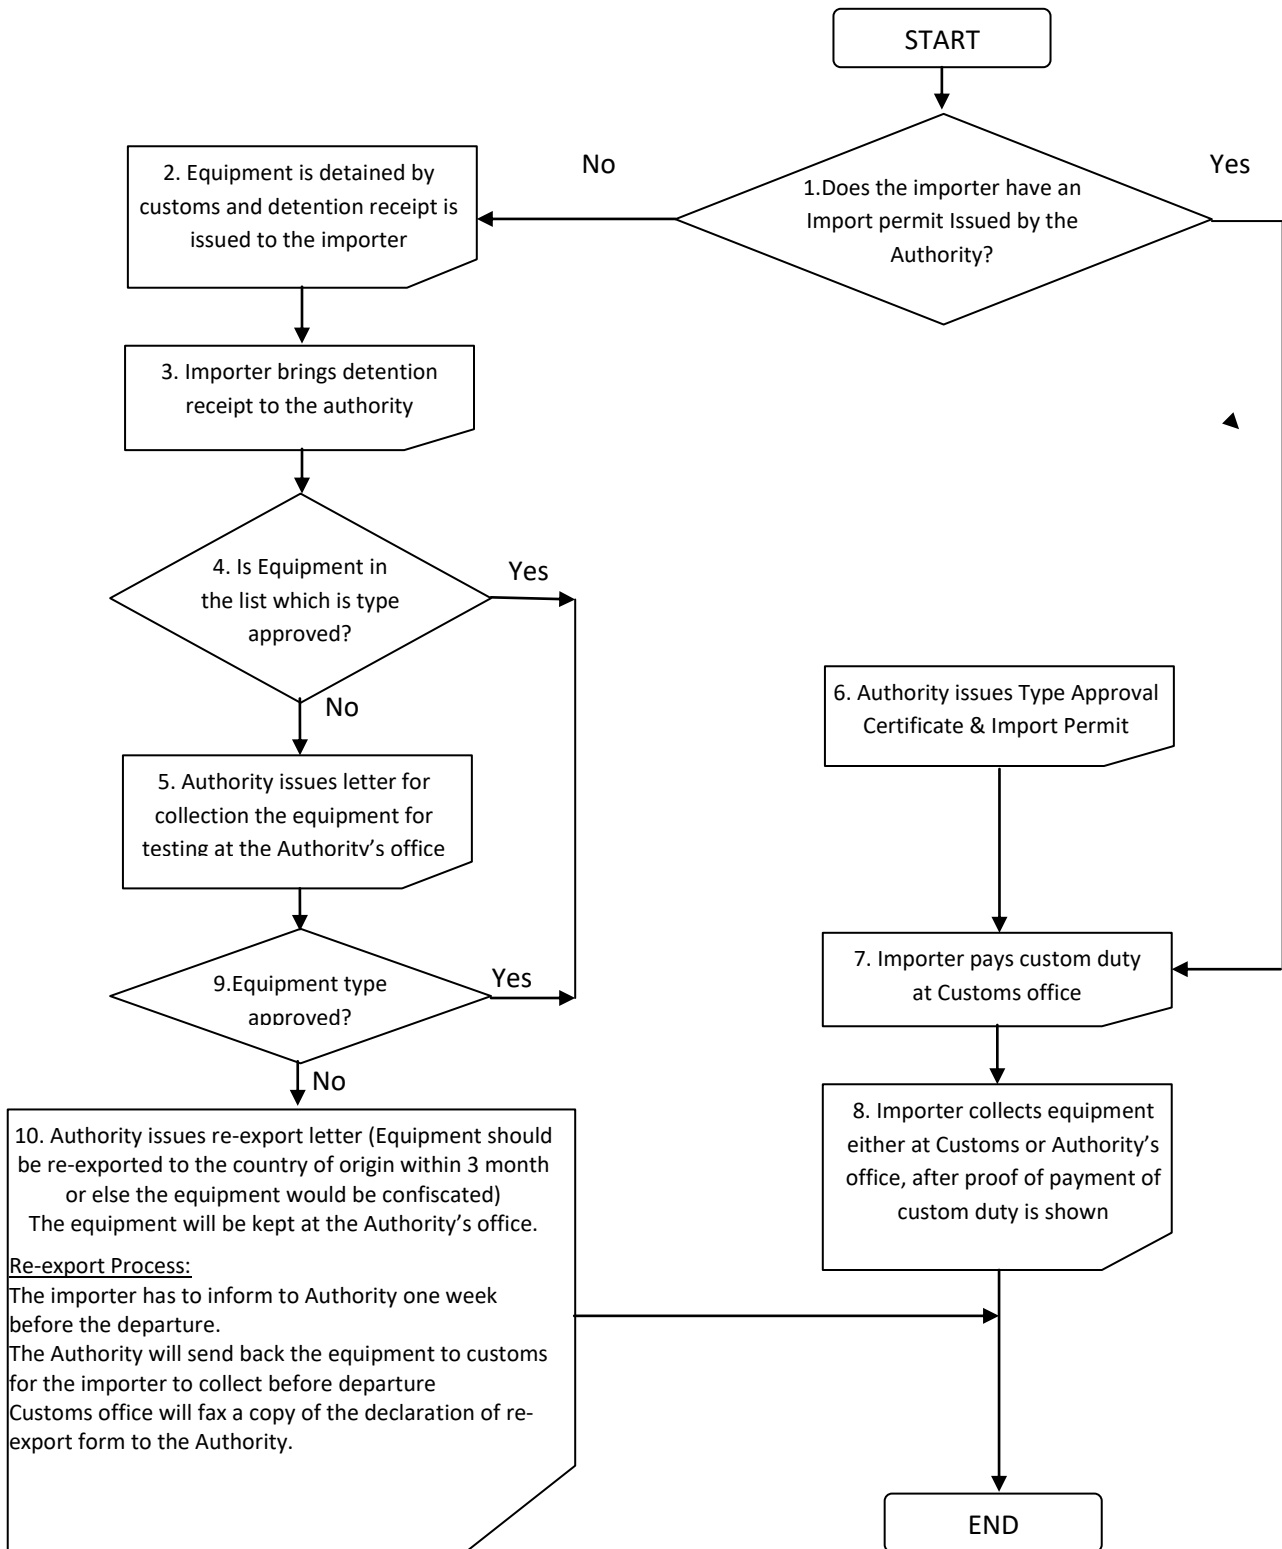 START
No
Yes
1.Does the importer have an
Import permit Issued by the
Authority?
2. Equipment is detained by
customs and detention receipt is
issued to the importer
3. Importer brings detention
receipt to the authority
4. Is Equipment in
the list which is type
approved?
Yes
No
5. Authority issues letter for
collection the equipment for
testing at the Authority's office
6. Authority issues Type Approval
Certificate & Import Permit
7. Importer pays custom duty
at Customs office
8. Importer collects equipment
either at Customs or Authority's
office, after proof of payment of
custom duty is shown
9.Equipment type
approved?
Yes
No
10. Authority issues re-export letter (Equipment should
be re-exported to the country of origin within 3 month
or else the equipment would be confiscated)
The equipment will be kept at the Authority's office.
Re-export Process:
The importer has to inform to Authority one week
before the departure.
The Authority will send back the equipment to customs
for the importer to collect before departure
Customs office will fax a copy of the declaration of re-
export form to the Authority.
END